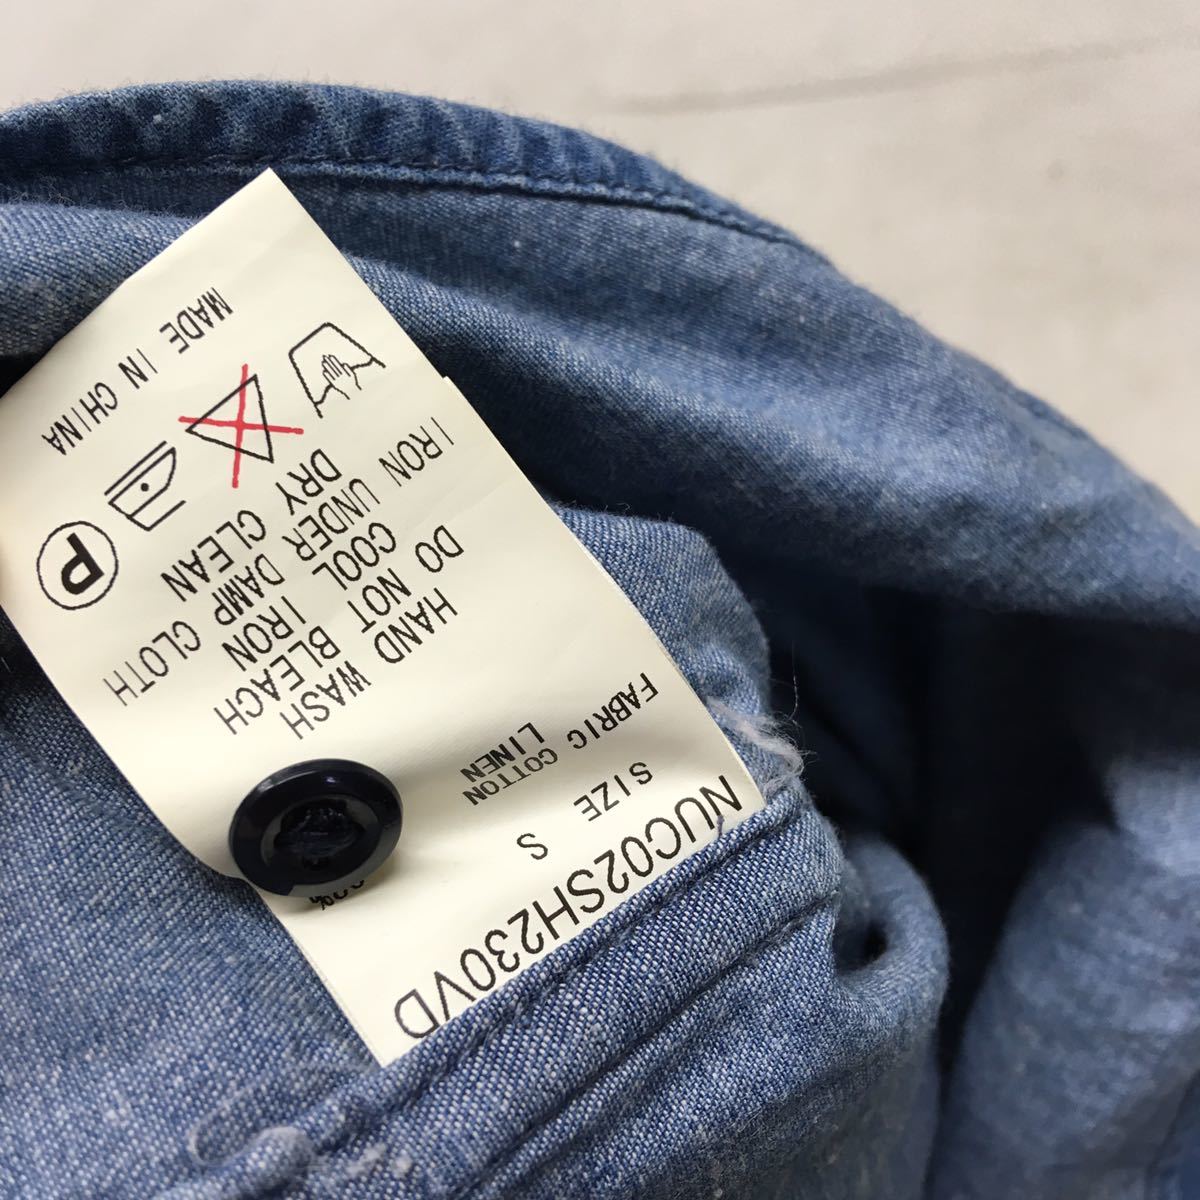 NUC02SH230VD
SIZE S
FABRIC COTTON
LINEN
HAND WASH
DO NOT BLEACH
COOL IRON
IRON UNDER DAMP CLOTH
DRY CLEAN
P
MADE IN CHINA